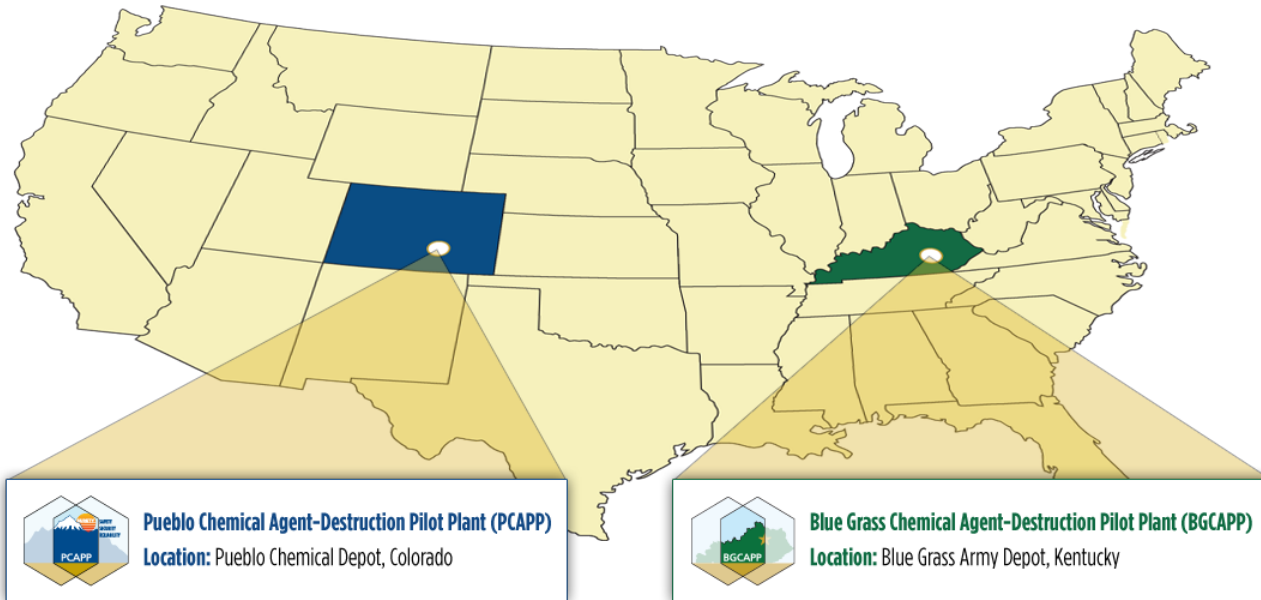 PCAPP
Pueblo Chemical Agent-Destruction Pilot Plant (PCAPP)
Location: Pueblo Chemical Depot, Colorado
BGCAPP
Blue Grass Chemical Agent-Destruction Pilot Plant (BGCAPP)
Location: Blue Grass Army Depot, Kentucky